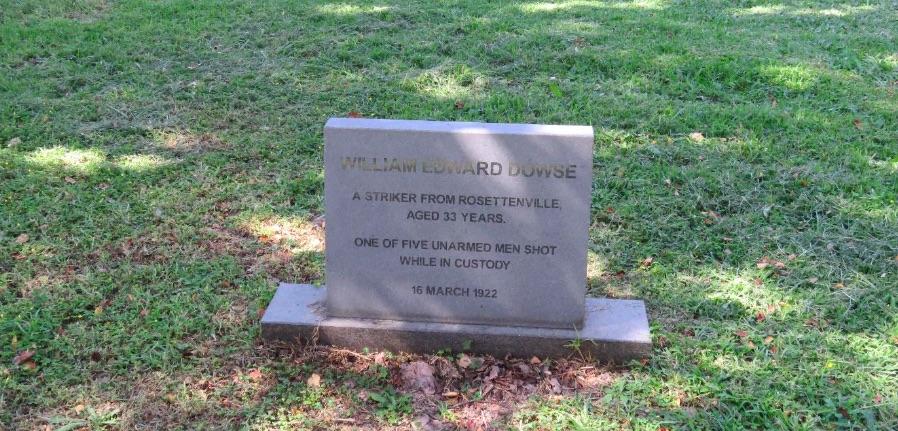 WILLIAM EDWARD DOWSE
A STRIKER FROM ROSETTENVILLE,
AGED 33 YEARS.
ONE OF FIVE UNARMED MEN SHOT
WHILE IN CUSTODY
16 MARCH 1922